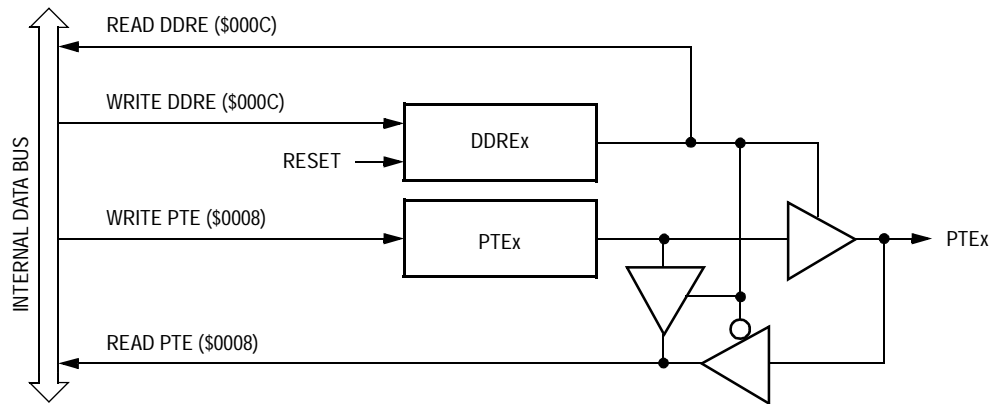 READ DDRE ($000C)
WRITE DDRE ($000C)
DDREx
RESET
INTERNAL DATA BUS
WRITE PTE ($0008)
PTEx
PTEx
READ PTE ($0008)